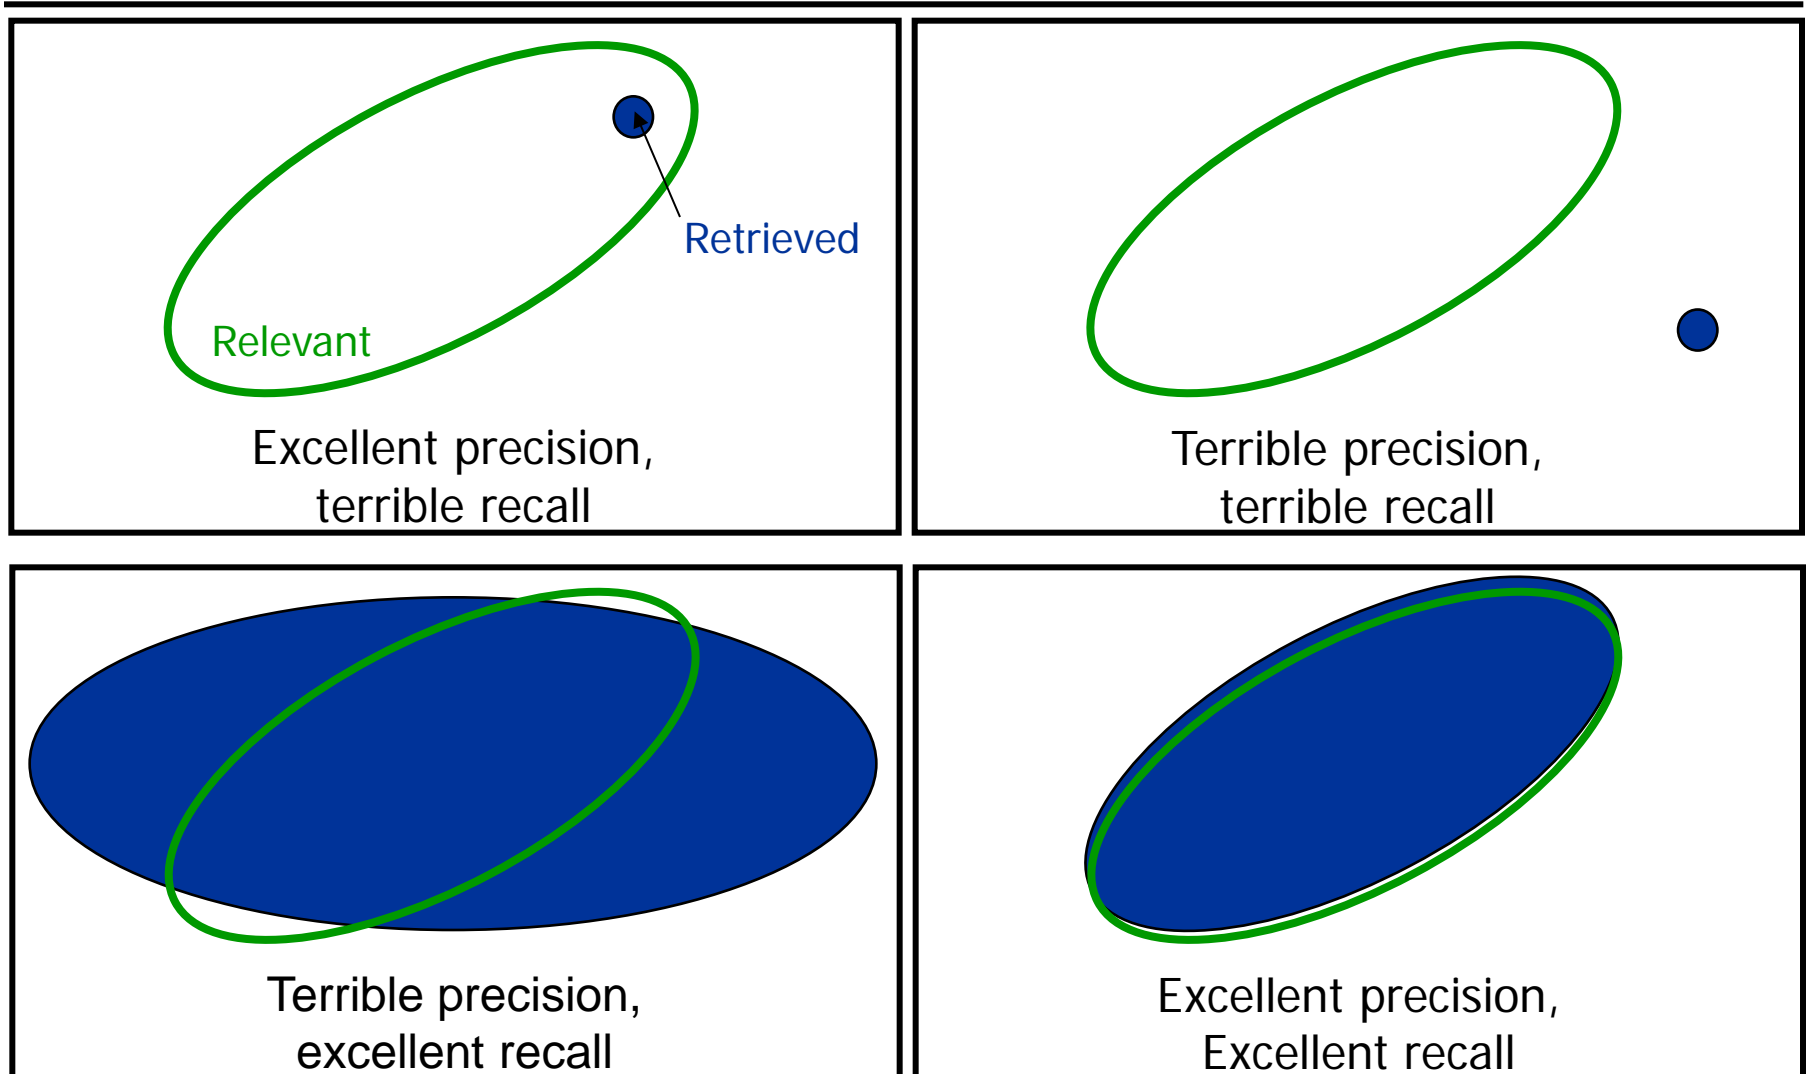 Retrieved
Relevant
Excellent precision,
terrible recall
Terrible precision,
terrible recall
Terrible precision,
excellent recall
Excellent precision,
Excellent recall